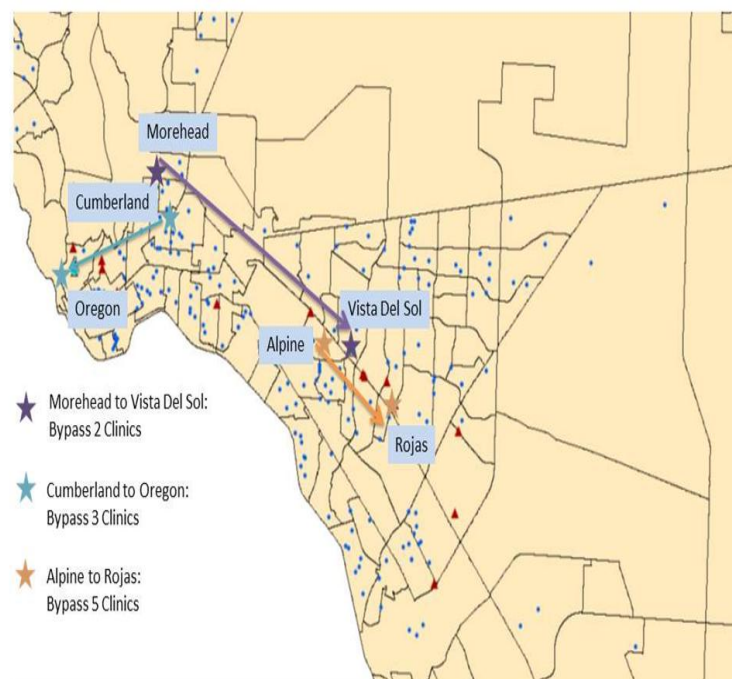 Morehead
Cumberland
Oregon
Vista Del Sol
Alpine
Rojas
Morehead to Vista Del Sol:
Bypass 2 Clinics
Cumberland to Oregon:
Bypass 3 Clinics
Alpine to Rojas:
Bypass 5 Clinics